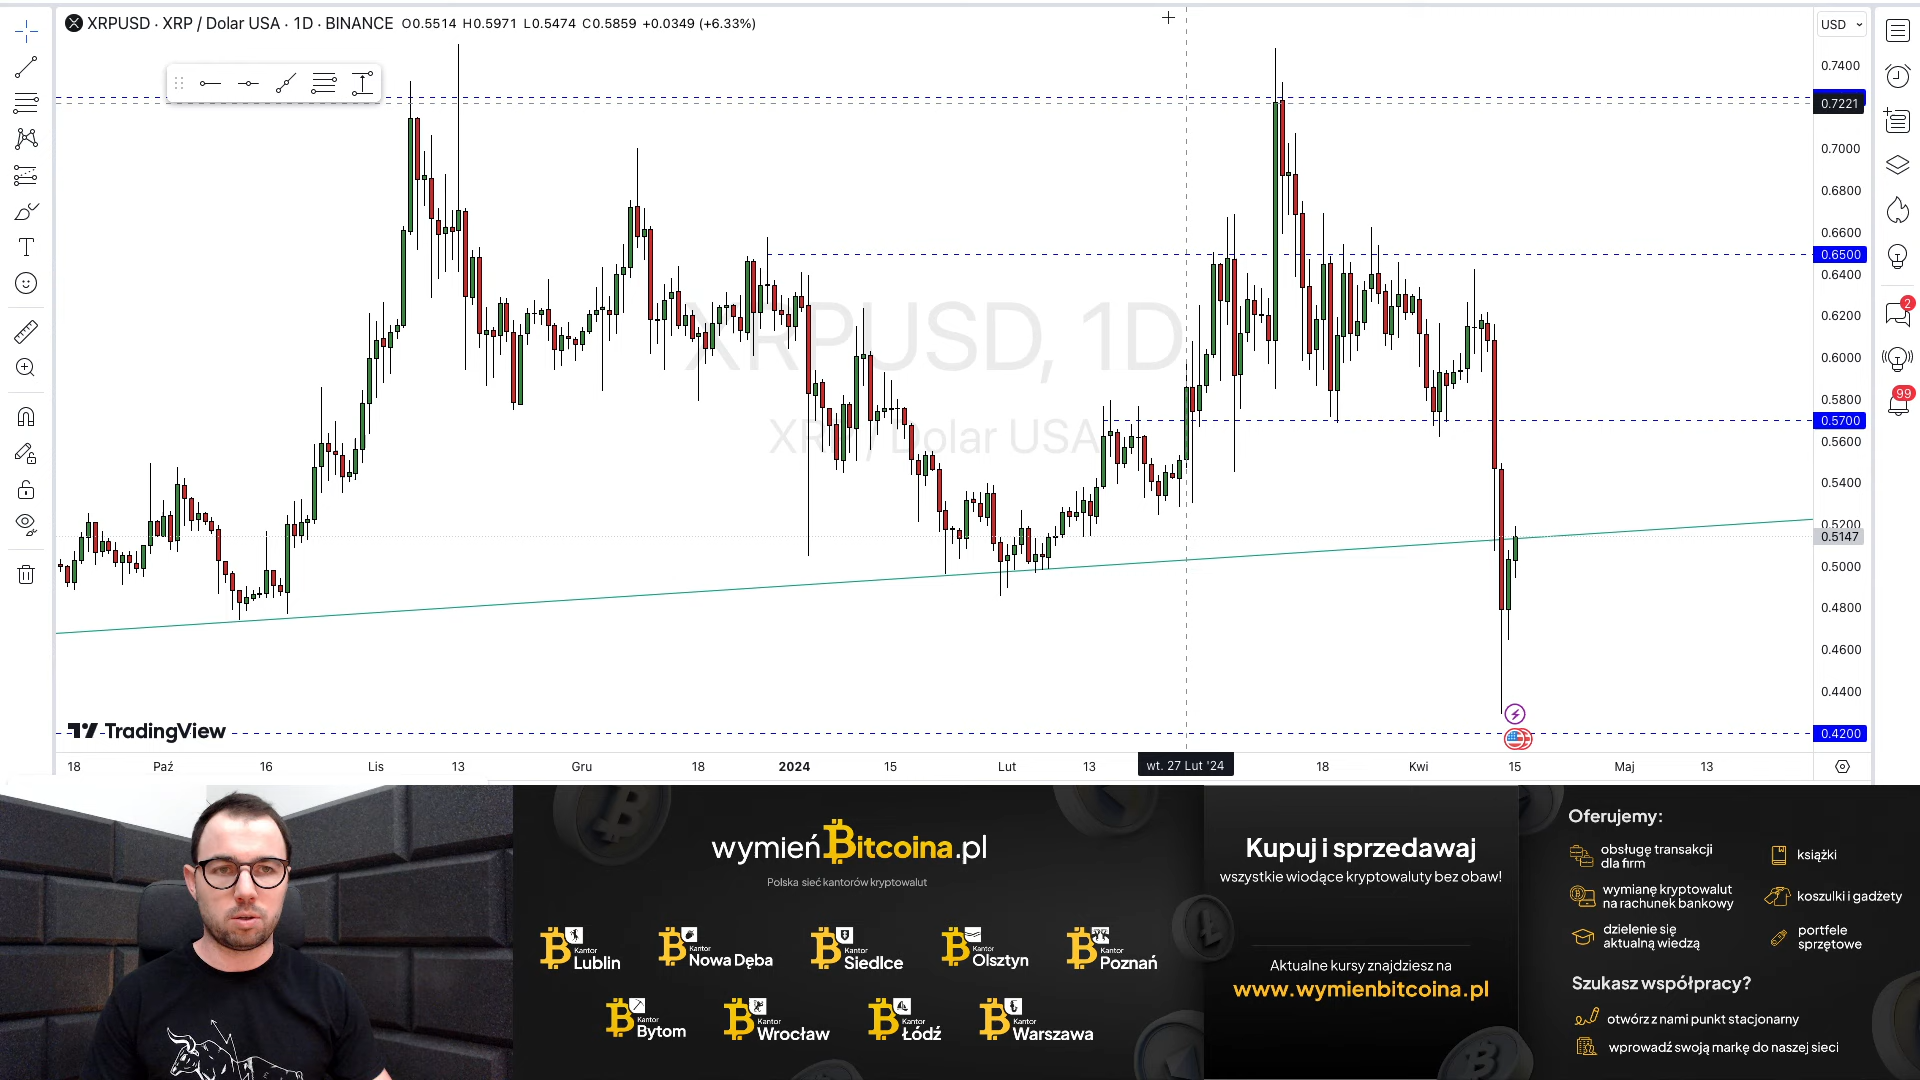 XRPUSD · XRP / Dolar USA · 1D · BINANCE O0.5514 H0.5971 L0.5474 C0.5859 +0.0349 (+6.33%)
USD
0.7400
0.7221
0.7000
0.6800
0.6600
0.6500
0.6400
0.6200
0.6000
0.5800
0.5700
0.5600
0.5400
0.5200
0.5147
0.5000
0.4800
0.4600
0.4400
0.4200
2
99
XRPUSD, 1D
XRP / Dolar USA
TradingView
18 Paź 16 Lis 13 Gru 18 2024 15 Lut 13 wt. 27 Lut '24 18 Kwi 15 Maj 13
wymień Bitcoina.pl
Polska sieć kantorów kryptowalut
Kantor Lublin
Kantor Nowa Dęba
Kantor Siedlce
Kantor Olsztyn
Kantor Poznań
Kantor Bytom
Kantor Wrocław
Kantor Łódź
Kantor Warszawa
Kupuj i sprzedawaj
wszystkie wiodące kryptowaluty bez obaw!
Aktualne kursy znajdziesz na
www.wymienbitcoina.pl
Oferujemy:
obsługę transakcji
dla firm
wymianę kryptowalut
na rachunek bankowy
dzielenie się
aktualną wiedzą
książki
koszulki i gadżety
portfele
sprzętowe
Szukasz współpracy?
otwórz z nami punkt stacjonarny
wprowadź swoją markę do naszej sieci